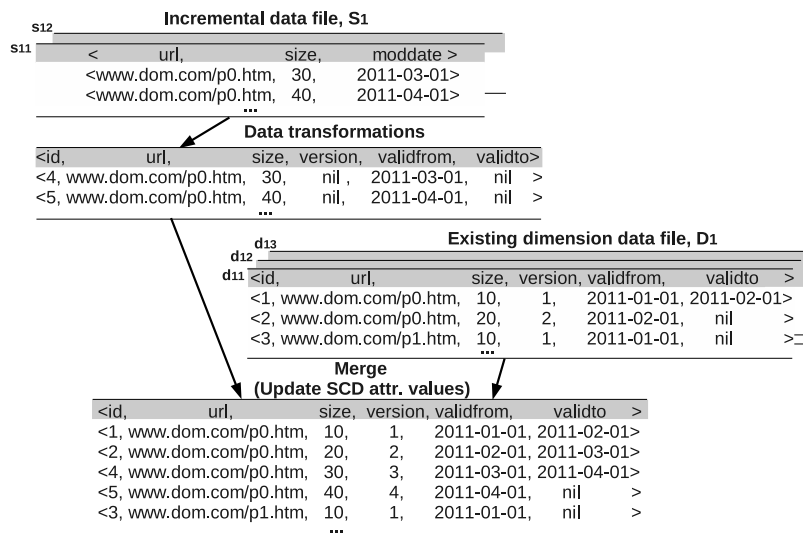 Incremental data file, S1
s12
s11
< url, size, moddate >
<www.dom.com/p0.htm, 30, 2011-03-01>
<www.dom.com/p0.htm, 40, 2011-04-01>
...
Data transformations
<id, url, size, version, validfrom, validto>
<4, www.dom.com/p0.htm, 30, nil , 2011-03-01, nil >
<5, www.dom.com/p0.htm, 40, nil, 2011-04-01, nil >
...
Existing dimension data file, D1
d13
d12
d11
<id, url, size, version, validfrom, validto >
<1, www.dom.com/p0.htm, 10, 1, 2011-01-01, 2011-02-01>
<2, www.dom.com/p0.htm, 20, 2, 2011-02-01, nil >
<3, www.dom.com/p1.htm, 10, 1, 2011-01-01, nil >
...
Merge
(Update SCD attr. values)
<id, url, size, version, validfrom, validto >
<1, www.dom.com/p0.htm, 10, 1, 2011-01-01, 2011-02-01>
<2, www.dom.com/p0.htm, 20, 2, 2011-02-01, 2011-03-01>
<4, www.dom.com/p0.htm, 30, 3, 2011-03-01, 2011-04-01>
<5, www.dom.com/p0.htm, 40, 4, 2011-04-01, nil >
<3, www.dom.com/p1.htm, 10, 1, 2011-01-01, nil >
...